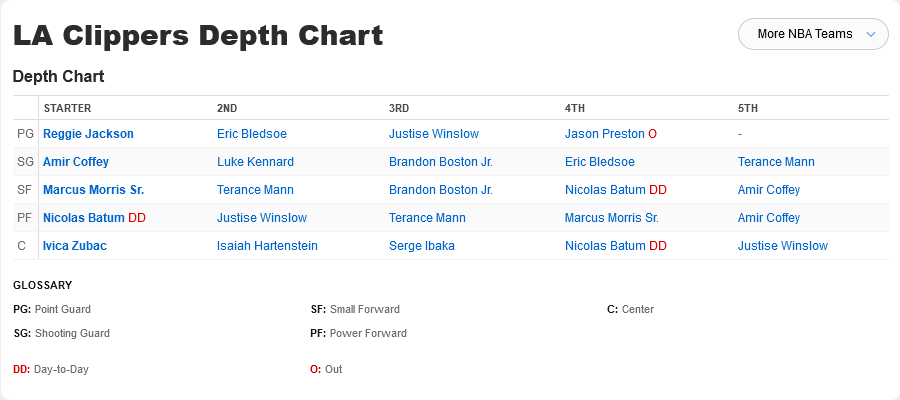 LA Clippers Depth Chart
More NBA Teams
Depth Chart
STARTER 2ND 3RD 4TH 5TH
PG Reggie Jackson Eric Bledsoe Justise Winslow Jason Preston O -
SG Amir Coffey Luke Kennard Brandon Boston Jr. Eric Bledsoe Terance Mann
SF Marcus Morris Sr. Terance Mann Brandon Boston Jr. Nicolas Batum DD Amir Coffey
PF Nicolas Batum DD Justise Winslow Terance Mann Marcus Morris Sr. Amir Coffey
C Ivica Zubac Isaiah Hartenstein Serge Ibaka Nicolas Batum DD Justise Winslow
GLOSSARY
PG: Point Guard SF: Small Forward C: Center
SG: Shooting Guard PF: Power Forward
DD: Day-to-Day O: Out